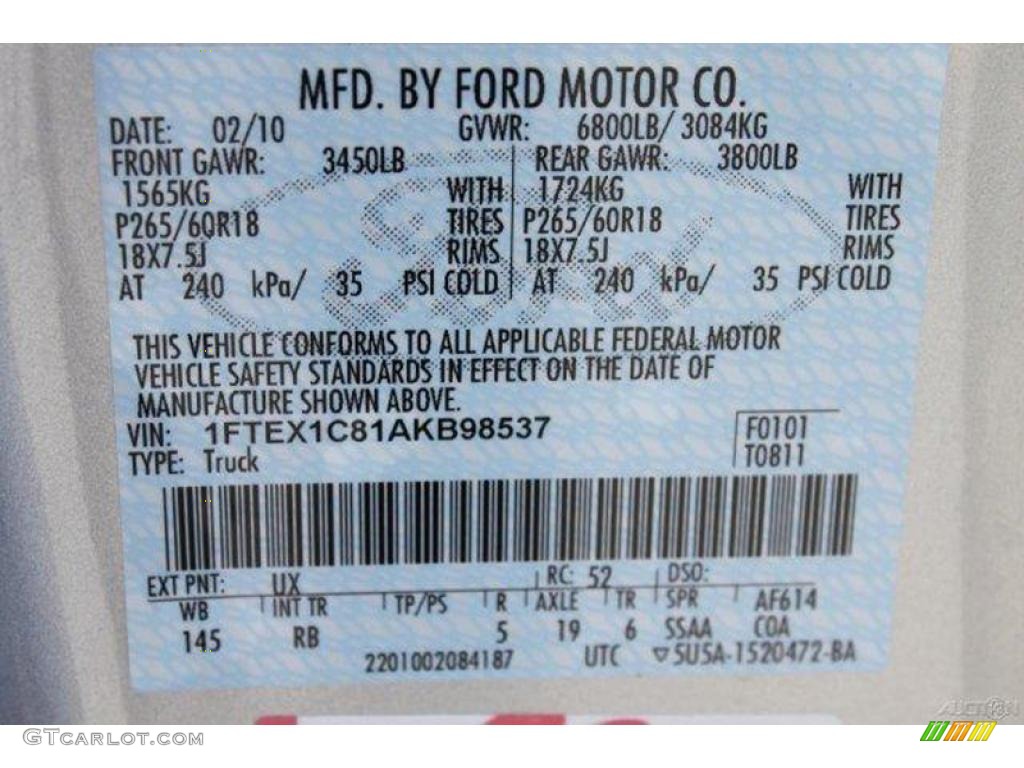 MFD. BY FORD MOTOR CO.
DATE: 02/10 GVWR: 6800LB/ 3084KG
FRONT GAWR: 3450LB REAR GAWR: 3800LB
1565KG WITH 1724KG WITH
P265/60R18 TIRES P265/60R18 TIRES
18X7.5J RIMS 18X7.5J RIMS
AT 240 kPa/ 35 PSI COLD AT 240 kPa/ 35 PSI COLD
THIS VEHICLE CONFORMS TO ALL APPLICABLE FEDERAL MOTOR
VEHICLE SAFETY STANDARDS IN EFFECT ON THE DATE OF
MANUFACTURE SHOWN ABOVE.
VIN: 1FTEX1C81AKB98537 F0101
TYPE: Truck T0811
EXT PNT: UX RC: 52 DSO:
WB INT TR TP/PS R AXLE TR SPR AF614
145 RB 5 19 6 SSAA COA
2201002084187 UTC ▽5USA-1520472-BA
GTCARLOT.COM